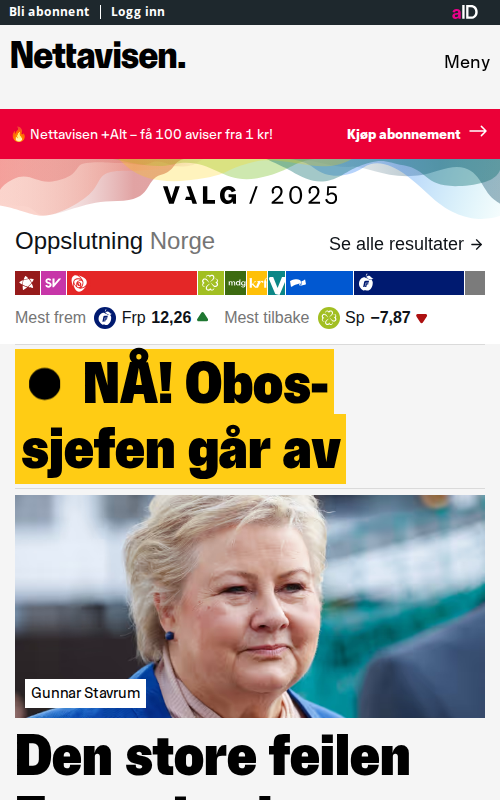 Bli abonnent | Logg inn
aID
Nettavisen.
Meny
🔥 Nettavisen +Alt – få 100 aviser fra 1 kr!
Kjøp abonnement →
VALG / 2025
Oppslutning Norge
Se alle resultater →
SV
mdg
krf
V
Mest frem Frp 12,26 ▲ Mest tilbake Sp −7,87 ▼
● NÅ! Obos-
sjefen går av
Gunnar Stavrum
Den store feilen